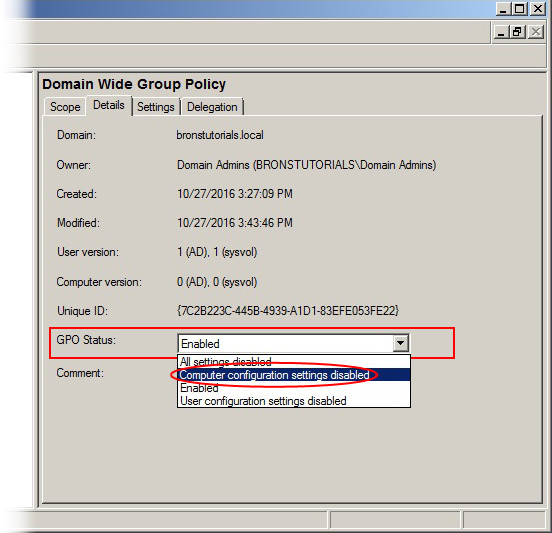 Domain Wide Group Policy
Scope Details Settings Delegation
Domain: bronstutorials.local
Owner: Domain Admins (BRONSTUTORIALS\Domain Admins)
Created: 10/27/2016 3:27:09 PM
Modified: 10/27/2016 3:43:46 PM
User version: 1 (AD), 1 (sysvol)
Computer version: 0 (AD), 0 (sysvol)
Unique ID: {7C2B223C-445B-4939-A1D1-83EFE053FE22}
GPO Status: Enabled
All settings disabled
Comment: Computer configuration settings disabled
Enabled
User configuration settings disabled